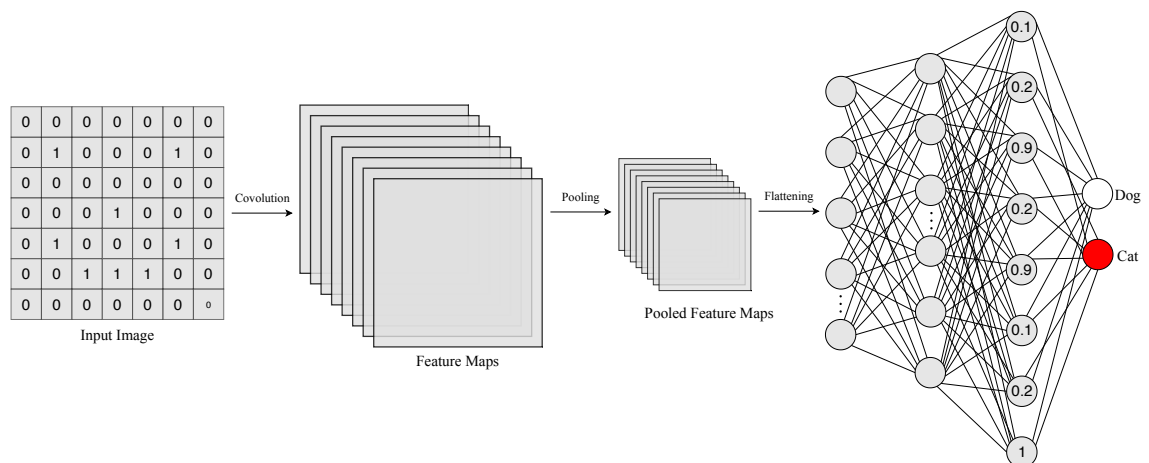 0 0 0 0 0 0 0
0 1 0 0 0 1 0
0 0 0 0 0 0 0
0 0 0 1 0 0 0
0 1 0 0 0 1 0
0 0 1 1 1 0 0
0 0 0 0 0 0 0
Input Image
Covolution
Feature Maps
Pooling
Pooled Feature Maps
Flattening
0.1
0.2
0.9
0.2
0.9
0.1
0.2
1
Dog
Cat